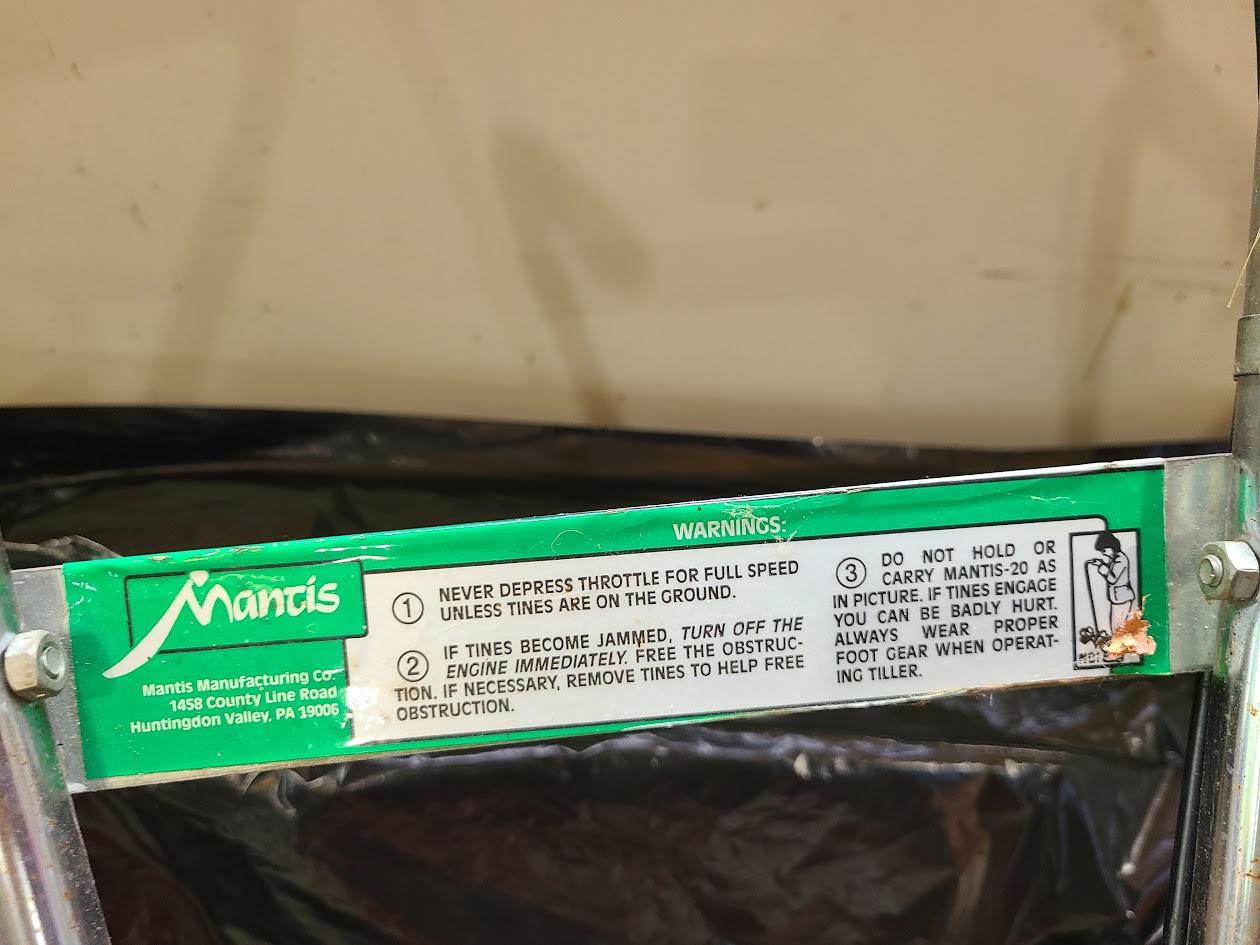 WARNINGS:
Mantis
Mantis Manufacturing Co.
1458 County Line Road
Huntingdon Valley, PA 19006
1 NEVER DEPRESS THROTTLE FOR FULL SPEED
UNLESS TINES ARE ON THE GROUND.
2 IF TINES BECOME JAMMED, TURN OFF THE
ENGINE IMMEDIATELY. FREE THE OBSTRUC-
TION. IF NECESSARY, REMOVE TINES TO HELP FREE
OBSTRUCTION.
3 DO NOT HOLD OR
CARRY MANTIS-20 AS
IN PICTURE. IF TINES ENGAGE
YOU CAN BE BADLY HURT.
ALWAYS WEAR PROPER
FOOT GEAR WHEN OPERAT-
ING TILLER.